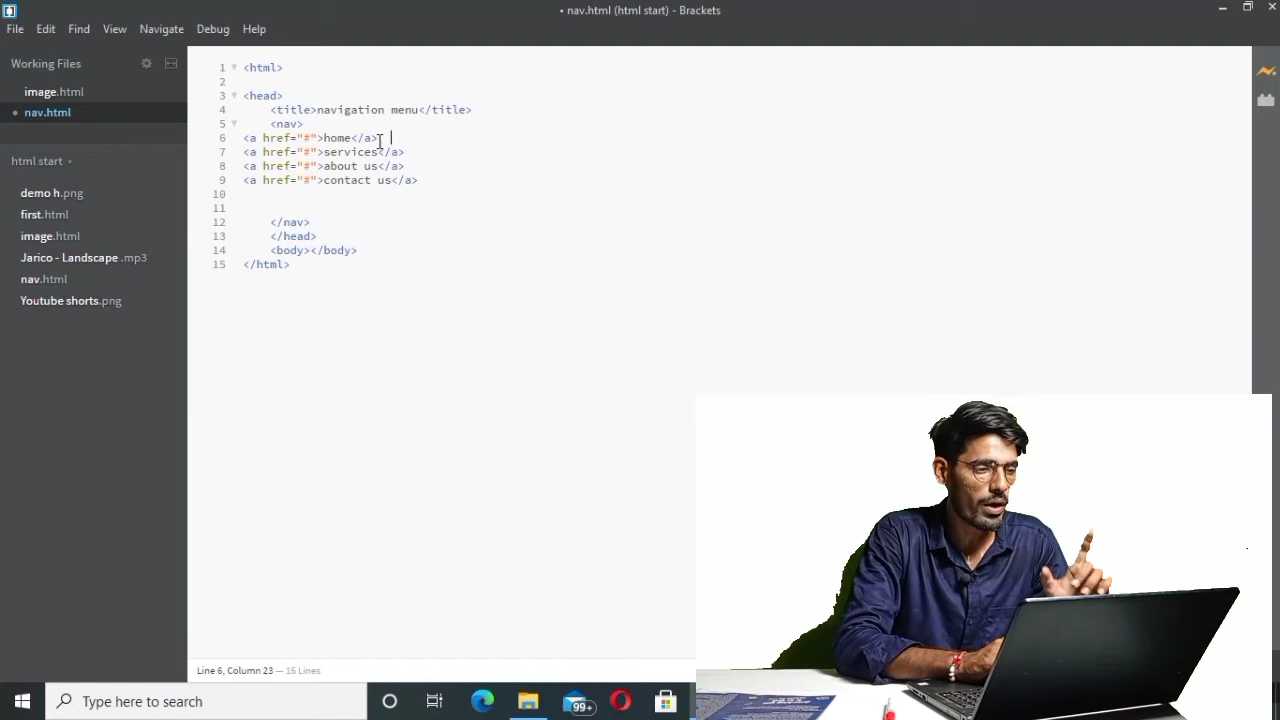 • nav.html (html start) - Brackets
File Edit Find View Navigate Debug Help
Working Files
image.html
nav.html
html start
demo h.png
first.html
image.html
Jarico - Landscape .mp3
nav.html
Youtube shorts.png
1 <html>
2
3 <head>
4 <title>navigation menu</title>
5 <nav>
6 <a href="#">home</a>
7 <a href="#">services</a>
8 <a href="#">about us</a>
9 <a href="#">contact us</a>
10
11
12 </nav>
13 </head>
14 <body></body>
15 </html>
Line 6, Column 23 — 15 Lines
Type here to search
99+